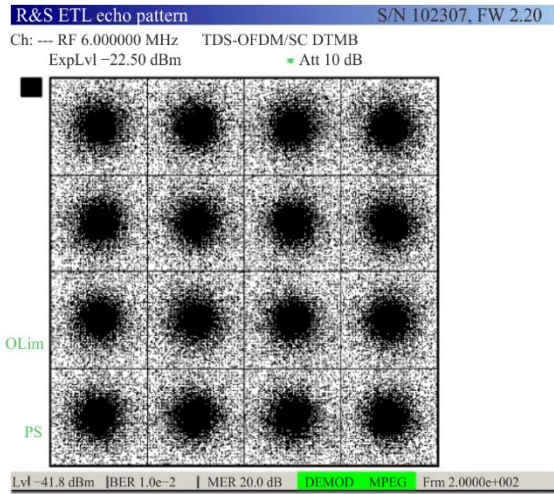 R&S ETL echo pattern S/N 102307, FW 2.20
Ch: --- RF 6.000000 MHz TDS-OFDM/SC DTMB
ExpLvl −22.50 dBm Att 10 dB
OLim
PS
Lvl −41.8 dBm BER 1.0e−2 MER 20.0 dB DEMOD MPEG Frm 2.0000e+002